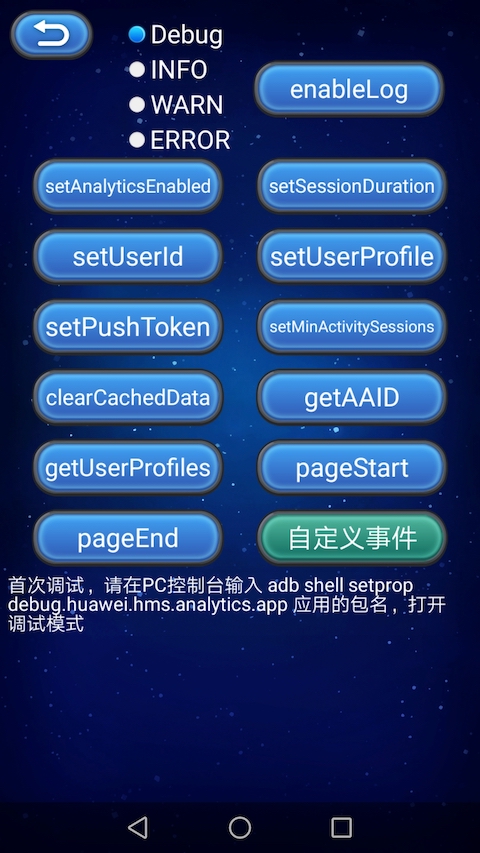 Debug
INFO
WARN
ERROR
enableLog
setAnalyticsEnabled
setSessionDuration
setUserId
setUserProfile
setPushToken
setMinActivitySessions
clearCachedData
getAAID
getUserProfiles
pageStart
pageEnd
自定义事件
首次调试，请在PC控制台输入 adb shell setprop
debug.huawei.hms.analytics.app 应用的包名，打开
调试模式